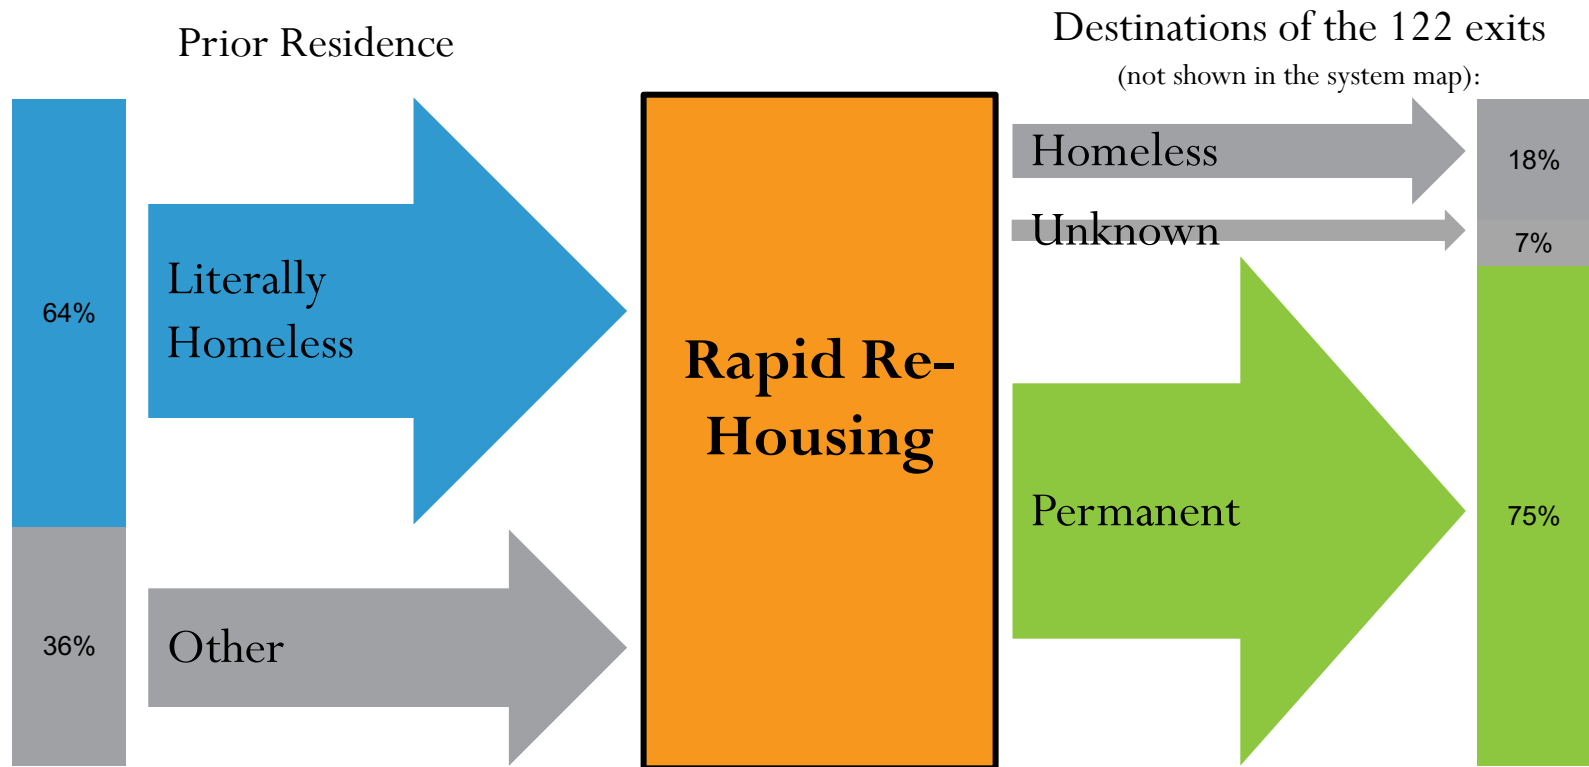 Prior Residence
Destinations of the 122 exits
(not shown in the system map):
64%
36%
Literally
Homeless
Other
Rapid Re-
Housing
Homeless
Unknown
Permanent
18%
7%
75%